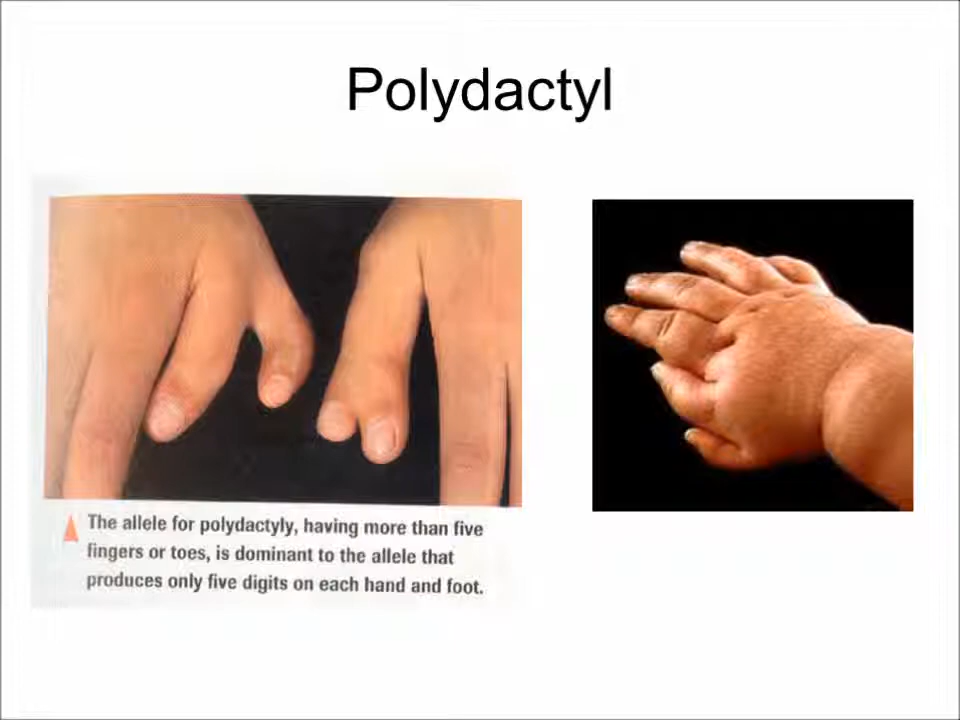 Polydactyl
The allele for polydactyly, having more than five
fingers or toes, is dominant to the allele that
produces only five digits on each hand and foot.